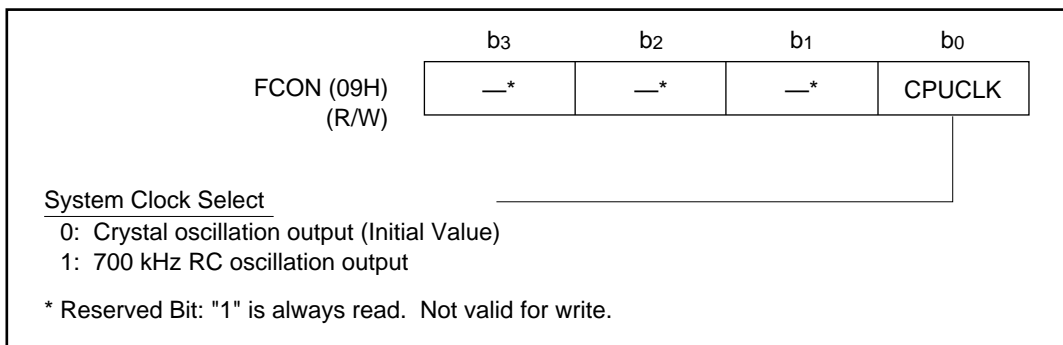 b3 b2 b1 b0
FCON (09H) —* —* —* CPUCLK
(R/W)
System Clock Select
0: Crystal oscillation output (Initial Value)
1: 700 kHz RC oscillation output
* Reserved Bit: "1" is always read. Not valid for write.